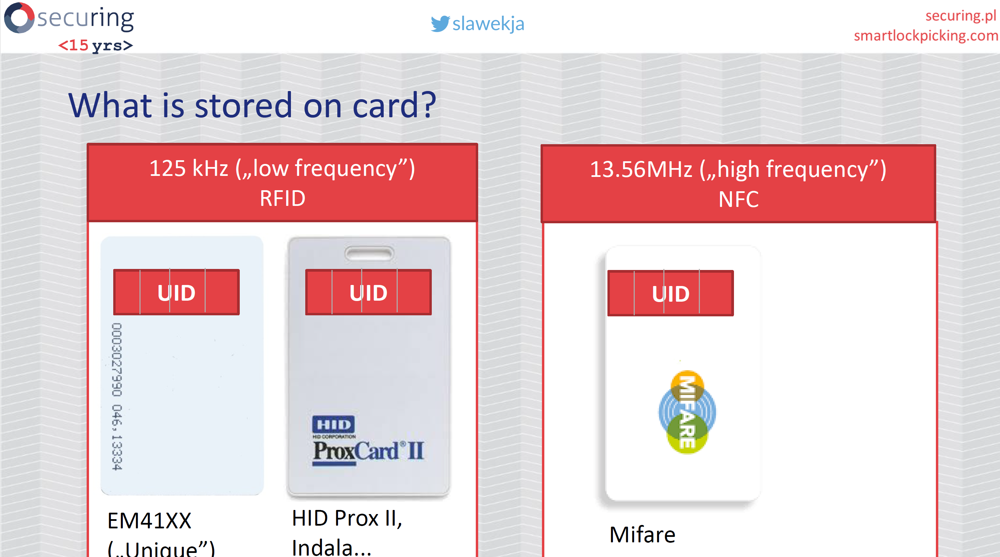 securing
<15 yrs>
slawekja
securing.pl
smartlockpicking.com
What is stored on card?
125 kHz („low frequency”)
RFID
13.56MHz („high frequency”)
NFC
UID
0003027990 046,13334
EM41XX
(„Unique”)
UID
HID
HID CORPORATION
ProxCard® II
HID Prox II,
Indala...
UID
MIFARE
Mifare